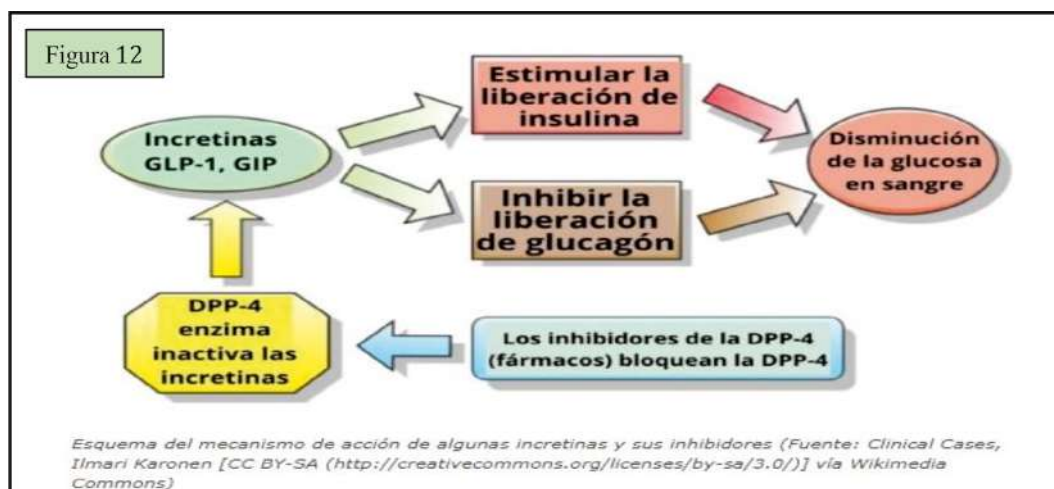 Figura 12
Incretinas
GLP-1, GIP
Estimular la
liberación de
insulina
Inhibir la
liberación
de glucagón
Disminución
de la glucosa
en sangre
DPP-4
enzima
inactiva las
incretinas
Los inhibidores de la DPP-4
(fármacos) bloquean la DPP-4
Esquema del mecanismo de acción de algunas incretinas y sus inhibidores (Fuente: Clinical Cases,
Ilmari Karonen [CC BY-SA (http://creativecommons.org/licenses/by-sa/3.0/)] vía Wikimedia
Commons)